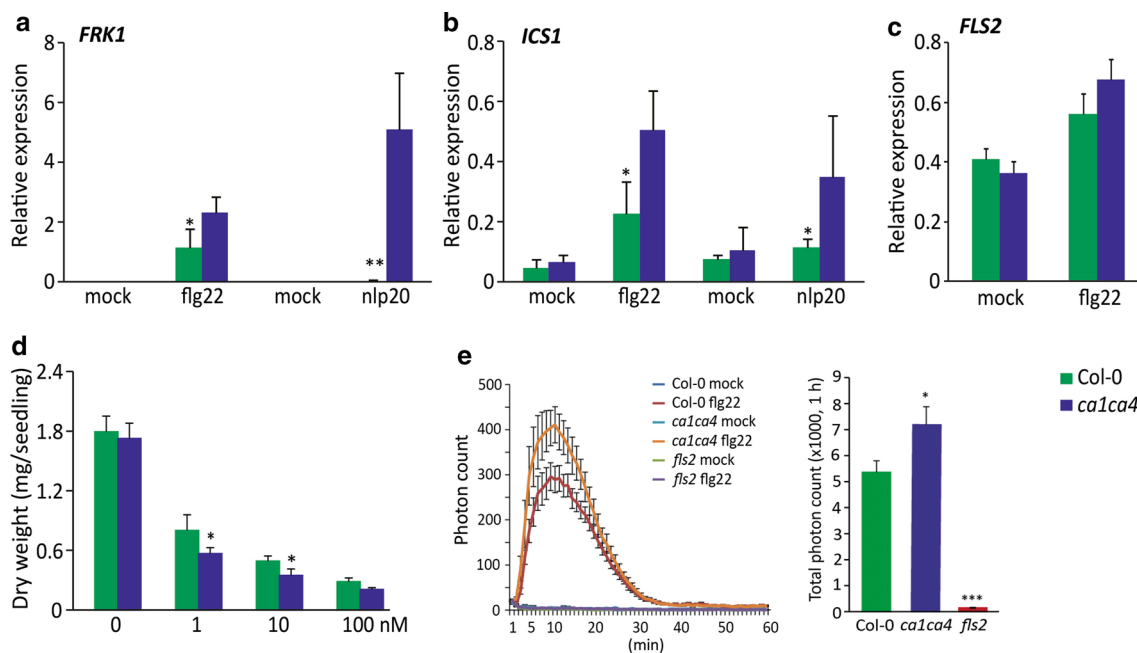 a FRK1
Relative expression
8
6
4
2
0
*
**
mock flg22 mock nlp20
b ICS1
Relative expression
0.8
0.6
0.4
0.2
0
*
*
mock flg22 mock nlp20
c FLS2
Relative expression
0.8
0.6
0.4
0.2
0
mock flg22
d
Dry weight (mg/seedling)
2.4
1.8
1.2
0.6
0
*
*
0 1 10 100 nM
e
Photon count
500
400
300
200
100
0
Col-0 mock
Col-0 flg22
ca1ca4 mock
ca1ca4 flg22
fls2 mock
fls2 flg22
1 5 10 20 30 40 50 60
(min)
Total photon count (x1000, 1 h)
9
8
7
6
5
4
3
2
1
0
*
***
Col-0 ca1ca4 fls2
Col-0
ca1ca4